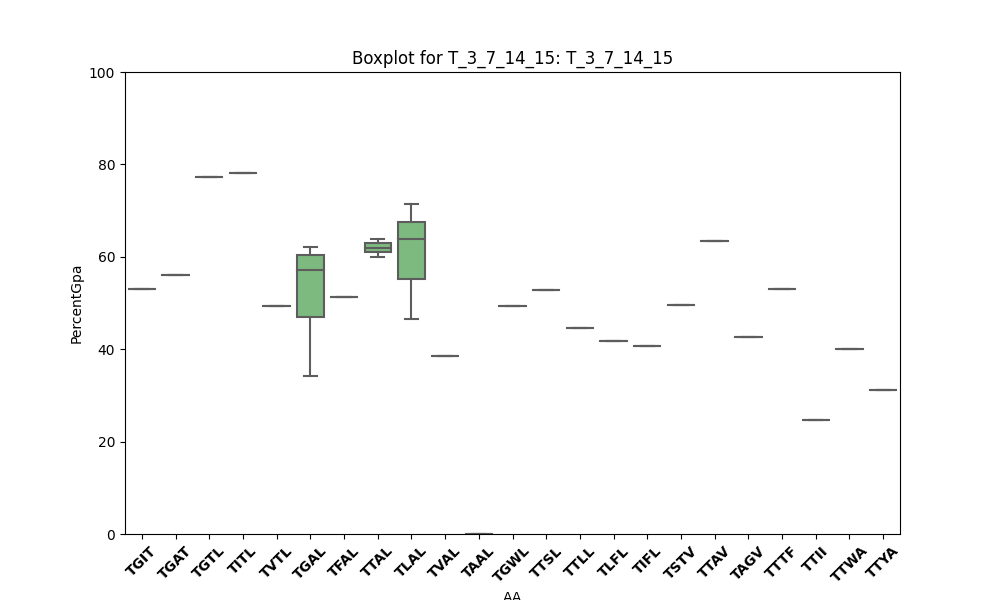 Boxplot for T_3_7_14_15: T_3_7_14_15
100
80
60
40
20
0
PercentGpa
TGIT TGAT TGTL TITL TVTL TGAL TFAL TTAL TLAL TVAL TAAL TGWL TTSL TTLL TLFL TIFL TSTV TTAV TAGV TTTF TTII TTWA TTYA
AA